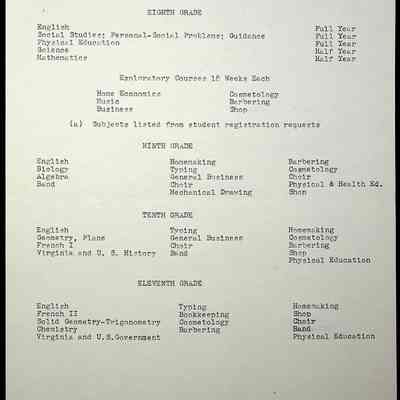 EIGHTH GRADE
English Full Year
Social Studies; Personal-Social Problems; Guidance Full Year
Physical Education Full Year
Science Half Year
Mathematics Half Year
Exploratory Courses 18 Weeks Each
Home Economics Cosmetology
Music Barbering
Business Shop
(a) Subjects listed from student registration requests
NINTH GRADE
English Homemaking Barbering
Biology Typing Cosmetology
Algebra General Business Choir
Band Choir Physical & Health Ed.
Mechanical Drawing Shop
TENTH GRADE
English Typing Homemaking
Geometry, Plane General Business Cosmetology
French I Choir Barbering
Virginia and U. S. History Band Shop
Physical Education
ELEVENTH GRADE
English Typing Homemaking
French II Bookkeeping Shop
Solid Geometry-Trigonometry Cosmetology Choir
Chemistry Barbering Band
Virginia and U.S.Government Physical Education